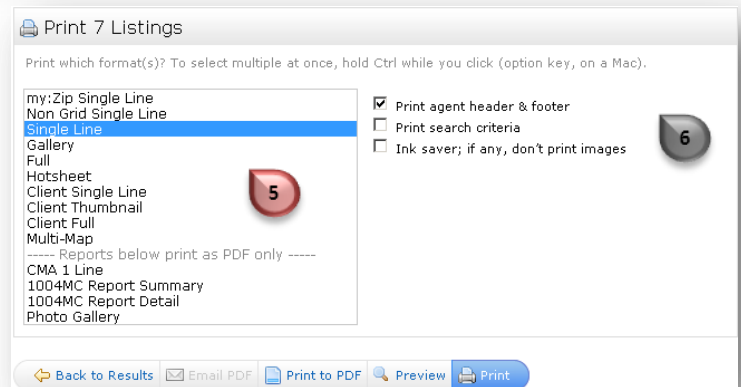 Print 7 Listings
Print which format(s)? To select multiple at once, hold Ctrl while you click (option key, on a Mac).
my:Zip Single Line
Non Grid Single Line
Single Line
Gallery
Full
Hotsheet
Client Single Line
Client Thumbnail
Client Full
Multi-Map
----- Reports below print as PDF only -----
CMA 1 Line
1004MC Report Summary
1004MC Report Detail
Photo Gallery
5
Print agent header & footer
Print search criteria
Ink saver; if any, don't print images
6
Back to Results Email PDF Print to PDF Preview Print